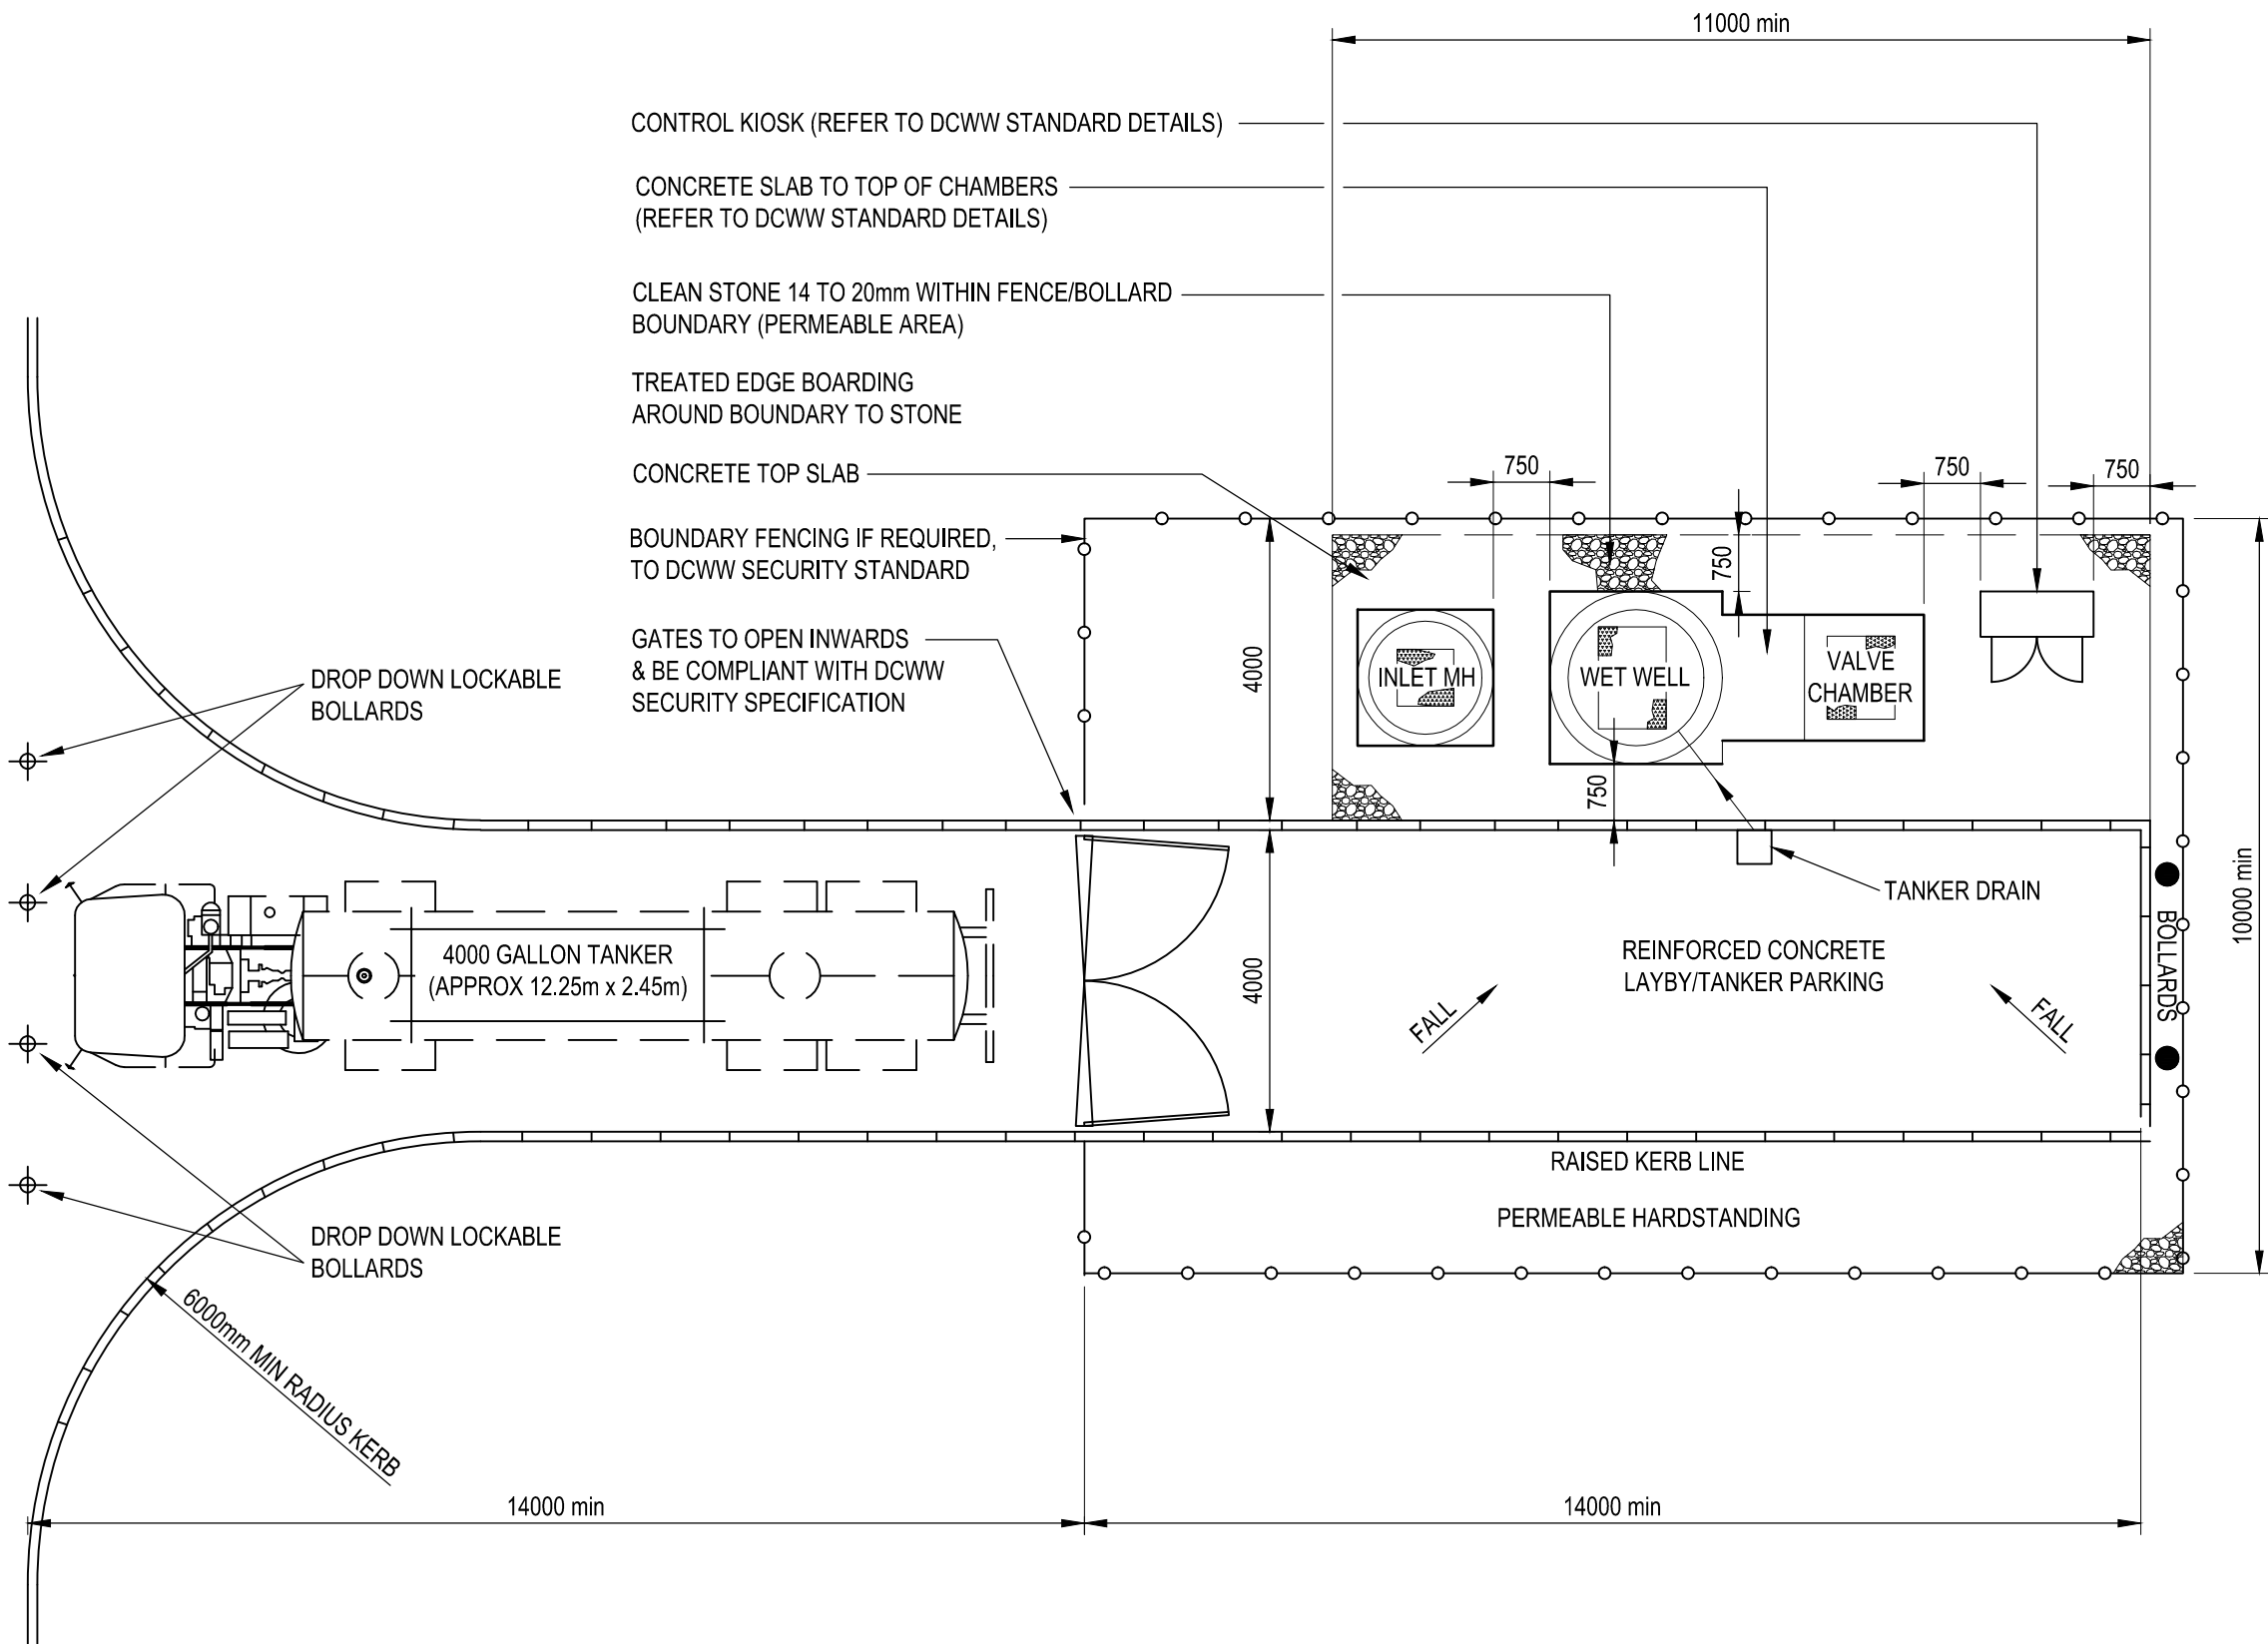 11000 min
CONTROL KIOSK (REFER TO DCWW STANDARD DETAILS)
CONCRETE SLAB TO TOP OF CHAMBERS
(REFER TO DCWW STANDARD DETAILS)
CLEAN STONE 14 TO 20mm WITHIN FENCE/BOLLARD
BOUNDARY (PERMEABLE AREA)
TREATED EDGE BOARDING
AROUND BOUNDARY TO STONE
CONCRETE TOP SLAB
750
750
750
BOUNDARY FENCING IF REQUIRED,
TO DCWW SECURITY STANDARD
750
GATES TO OPEN INWARDS
& BE COMPLIANT WITH DCWW
SECURITY SPECIFICATION
4000
INLET MH
WET WELL
VALVE
CHAMBER
DROP DOWN LOCKABLE
BOLLARDS
750
TANKER DRAIN
10000 min
BOLLARDS
4000 GALLON TANKER
(APPROX 12.25m x 2.45m)
4000
REINFORCED CONCRETE
LAYBY/TANKER PARKING
FALL
FALL
RAISED KERB LINE
PERMEABLE HARDSTANDING
DROP DOWN LOCKABLE
BOLLARDS
6000mm MIN RADIUS KERB
14000 min
14000 min